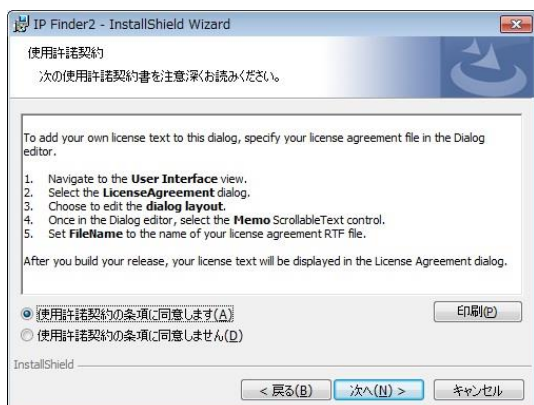 IP Finder2 - InstallShield Wizard
使用許諾契約
次の使用許諾契約書を注意深くお読みください。
To add your own license text to this dialog, specify your license agreement file in the Dialog
editor.
1. Navigate to the User Interface view.
2. Select the LicenseAgreement dialog.
3. Choose to edit the dialog layout.
4. Once in the Dialog editor, select the Memo ScrollableText control.
5. Set FileName to the name of your license agreement RTF file.
After you build your release, your license text will be displayed in the License Agreement dialog.
使用許諾契約の条項に同意します(A)
印刷(P)
使用許諾契約の条項に同意しません(D)
InstallShield
< 戻る(B) 次へ(N) > キャンセル